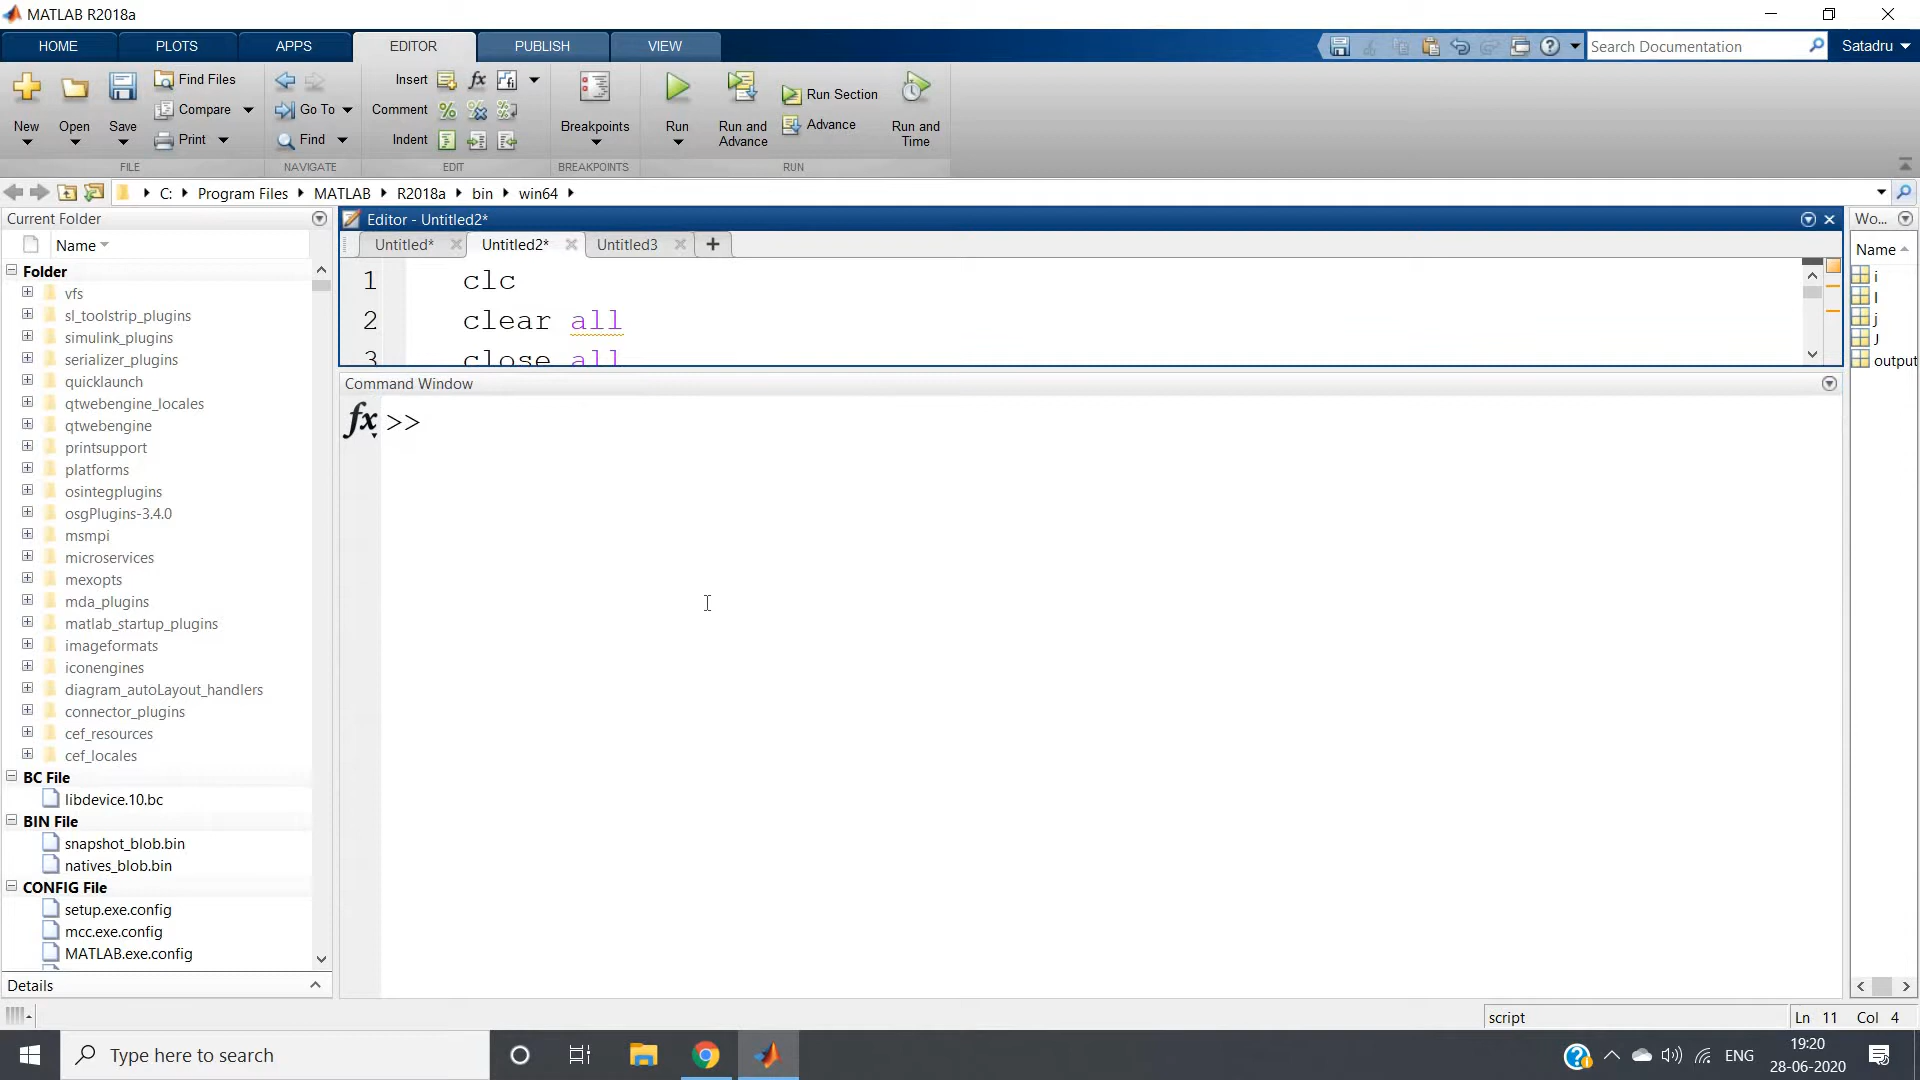 MATLAB R2018a
HOME PLOTS APPS EDITOR PUBLISH VIEW
Search Documentation
Satadru
New
Open
Save
Find Files
Compare
Print
FILE
Go To
Find
NAVIGATE
Insert
Comment
Indent
EDIT
Breakpoints
BREAKPOINTS
Run
Run and Advance
Run Section
Advance
Run and Time
RUN
C: Program Files MATLAB R2018a bin win64
Current Folder
Name
Folder
vfs
sl_toolstrip_plugins
simulink_plugins
serializer_plugins
quicklaunch
qtwebengine_locales
qtwebengine
printsupport
platforms
osintegplugins
osgPlugins-3.4.0
msmpi
microservices
mexopts
mda_plugins
matlab_startup_plugins
imageformats
iconengines
diagram_autoLayout_handlers
connector_plugins
cef_resources
cef_locales
BC File
libdevice.10.bc
BIN File
snapshot_blob.bin
natives_blob.bin
CONFIG File
setup.exe.config
mcc.exe.config
MATLAB.exe.config
Details
Editor - Untitled2*
Untitled* Untitled2* Untitled3
1 clc
2 clear all
3 close all
Command Window
fx >>
Wo...
Name
i
I
j
J
output
script
Ln 11 Col 4
Type here to search
ENG
19:20
28-06-2020